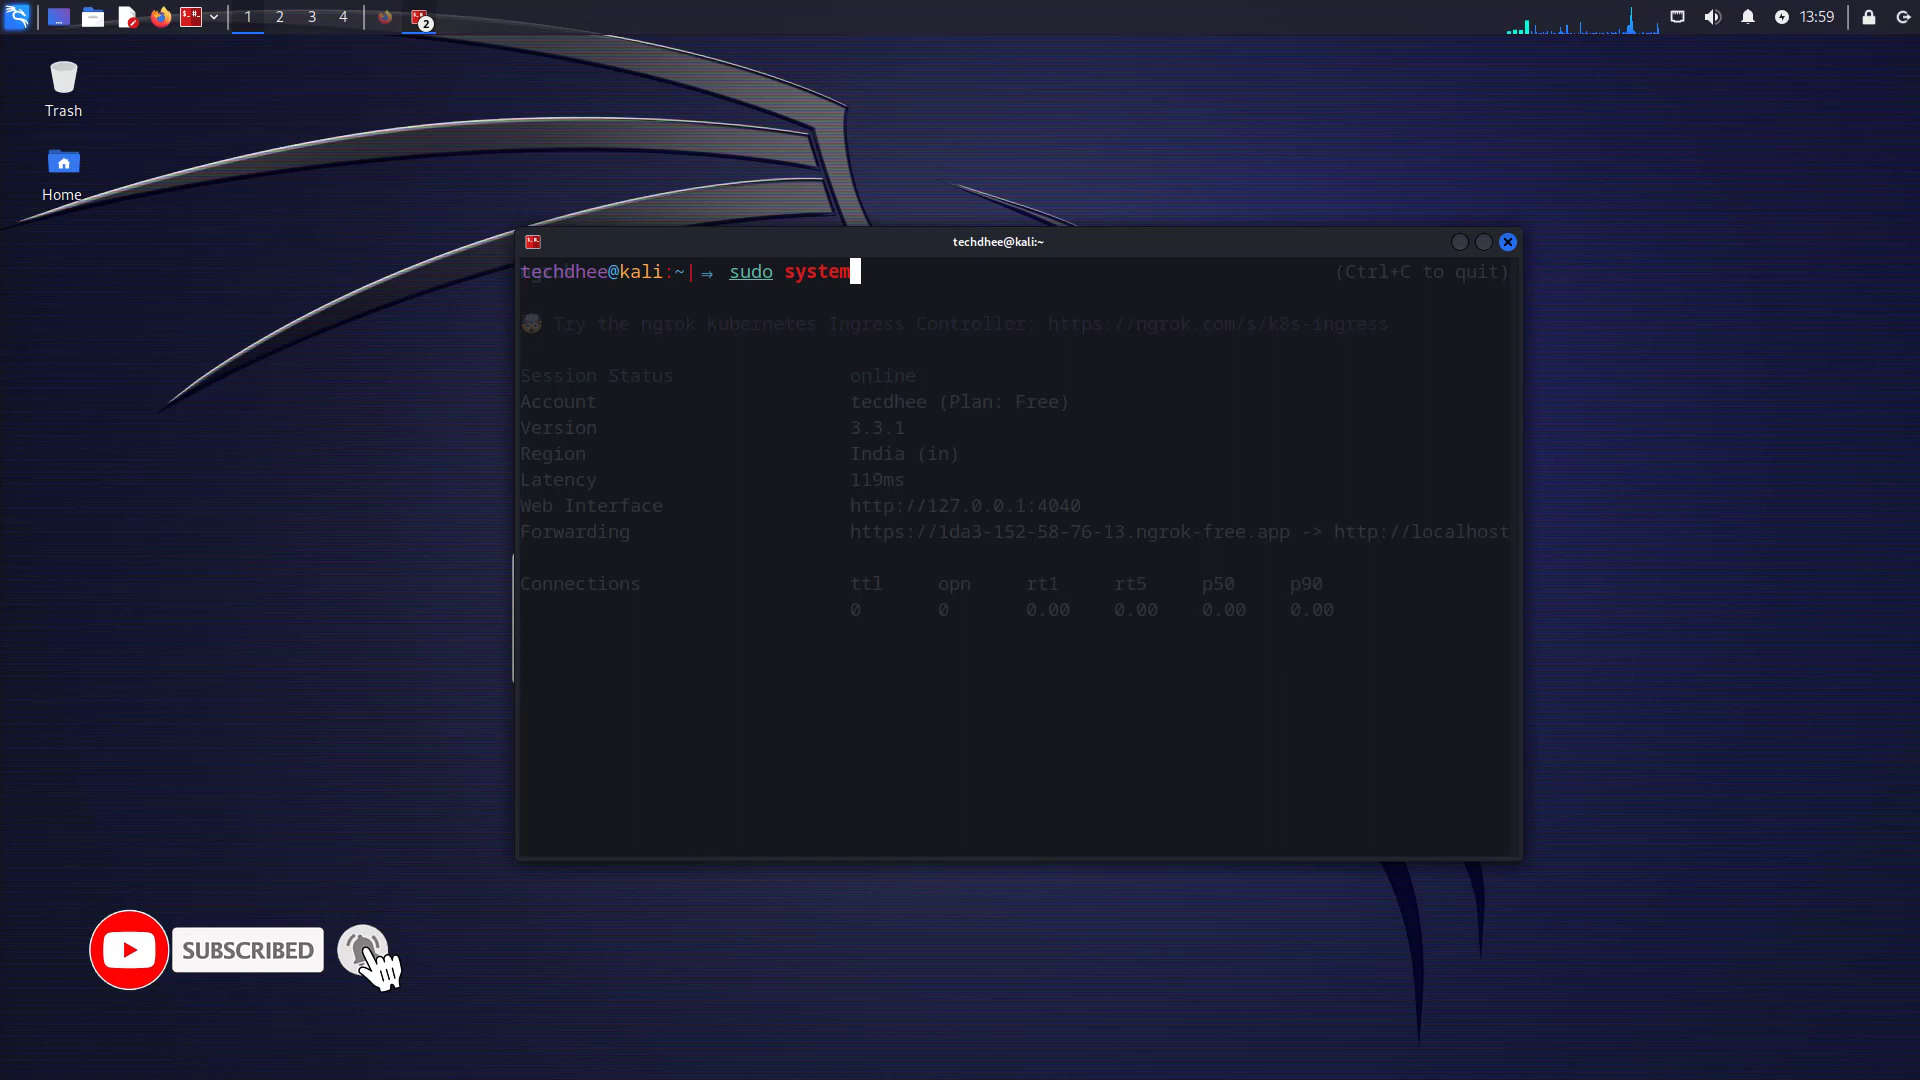 1 2 3 4 2 13:59
Trash
Home
techdhee@kali:~
techdhee@kali:~|⇒ sudo system (Ctrl+C to quit)
🤯 Try the ngrok Kubernetes Ingress Controller: https://ngrok.com/s/k8s-ingress
Session Status online
Account tecdhee (Plan: Free)
Version 3.3.1
Region India (in)
Latency 119ms
Web Interface http://127.0.0.1:4040
Forwarding https://1da3-152-58-76-13.ngrok-free.app -> http://localhost
Connections ttl opn rt1 rt5 p50 p90
0 0 0.00 0.00 0.00 0.00
SUBSCRIBED